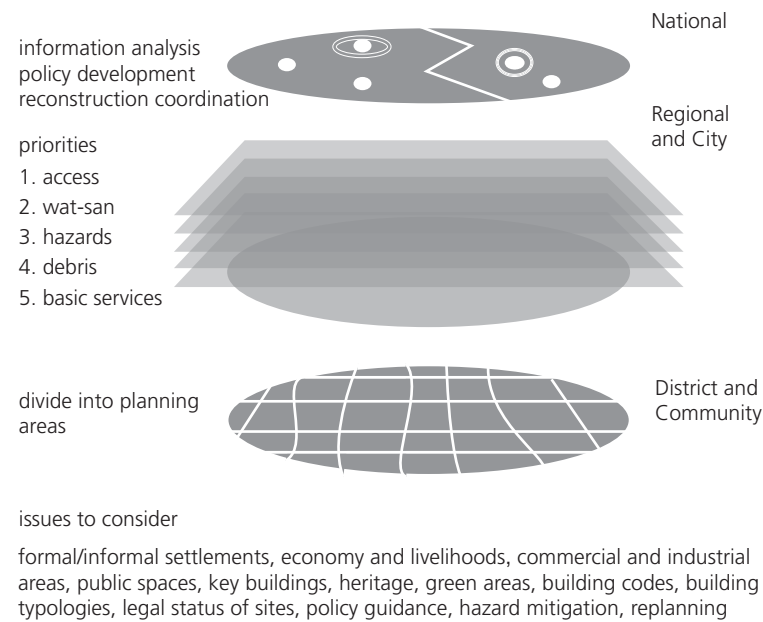 National
information analysis
policy development
reconstruction coordination
Regional
and City
priorities
1. access
2. wat-san
3. hazards
4. debris
5. basic services
divide into planning
areas
District and
Community
issues to consider
formal/informal settlements, economy and livelihoods, commercial and industrial
areas, public spaces, key buildings, heritage, green areas, building codes, building
typologies, legal status of sites, policy guidance, hazard mitigation, replanning